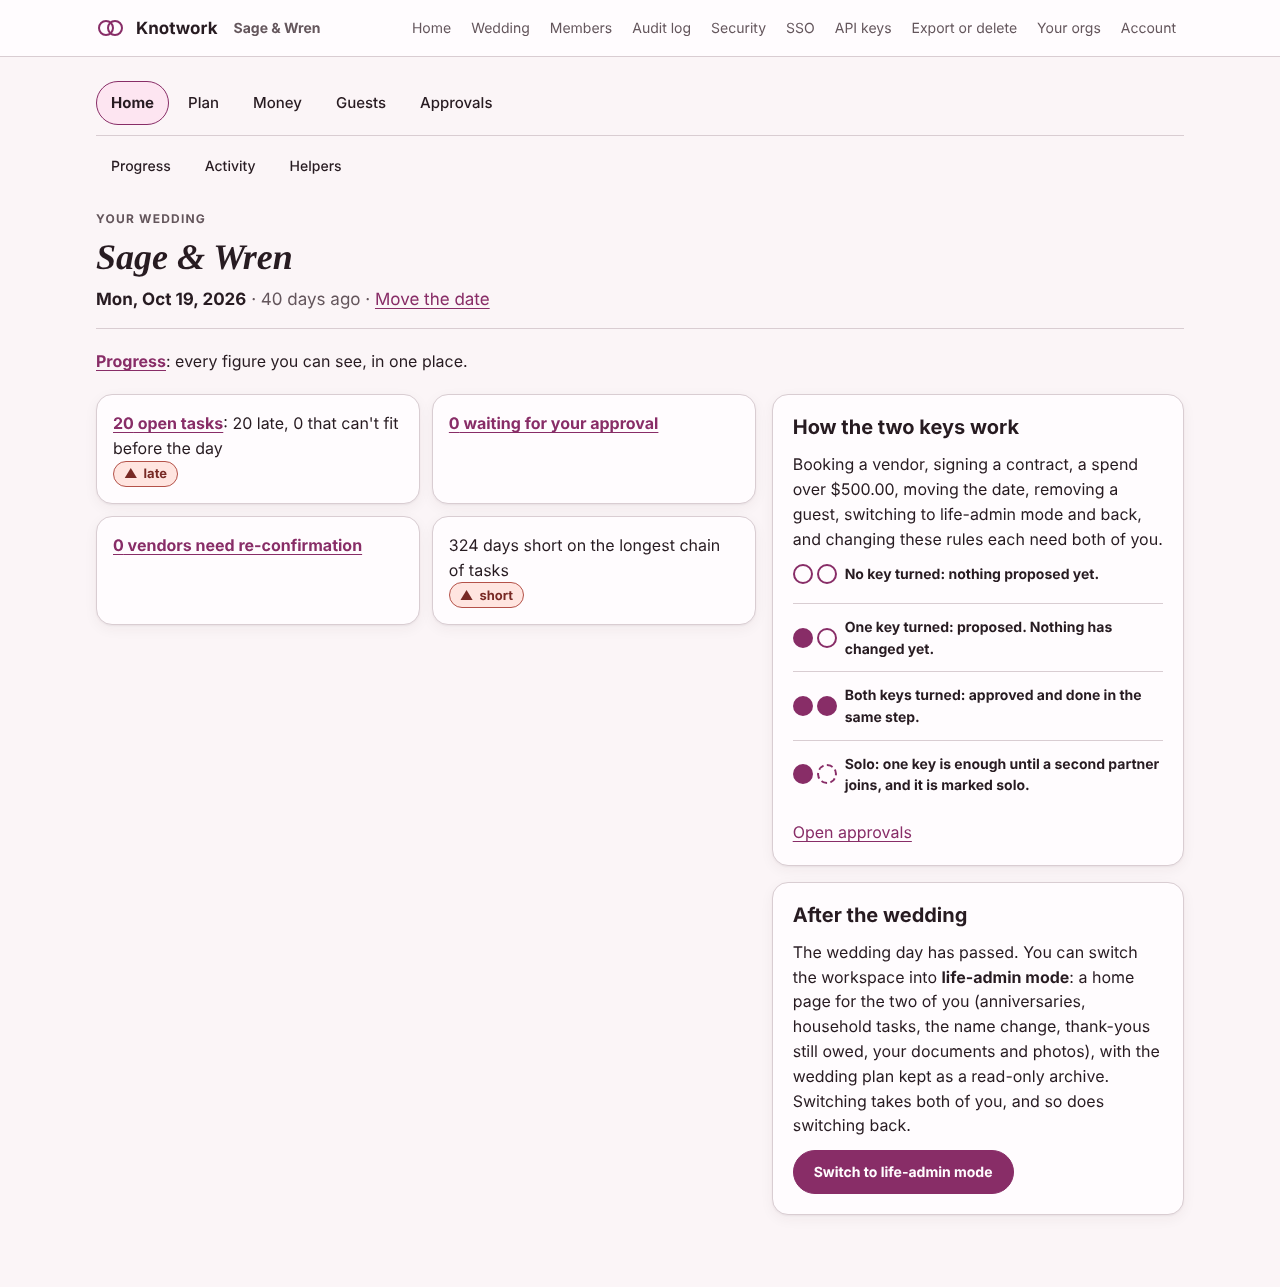 Knotwork Sage & Wren Home Wedding Members Audit log Security SSO API keys Export or delete Your orgs Account
Home Plan Money Guests Approvals
Progress Activity Helpers
YOUR WEDDING
Sage & Wren
Mon, Oct 19, 2026 · 40 days ago · Move the date
Progress: every figure you can see, in one place.
20 open tasks: 20 late, 0 that can't fit
before the day
late
0 waiting for your approval
0 vendors need re-confirmation
324 days short on the longest chain
of tasks
short
How the two keys work
Booking a vendor, signing a contract, a spend
over $500.00, moving the date, removing a
guest, switching to life-admin mode and back,
and changing these rules each need both of you.
No key turned: nothing proposed yet.
One key turned: proposed. Nothing has
changed yet.
Both keys turned: approved and done in the
same step.
Solo: one key is enough until a second partner
joins, and it is marked solo.
Open approvals
After the wedding
The wedding day has passed. You can switch
the workspace into life-admin mode: a home
page for the two of you (anniversaries,
household tasks, the name change, thank-yous
still owed, your documents and photos), with the
wedding plan kept as a read-only archive.
Switching takes both of you, and so does
switching back.
Switch to life-admin mode